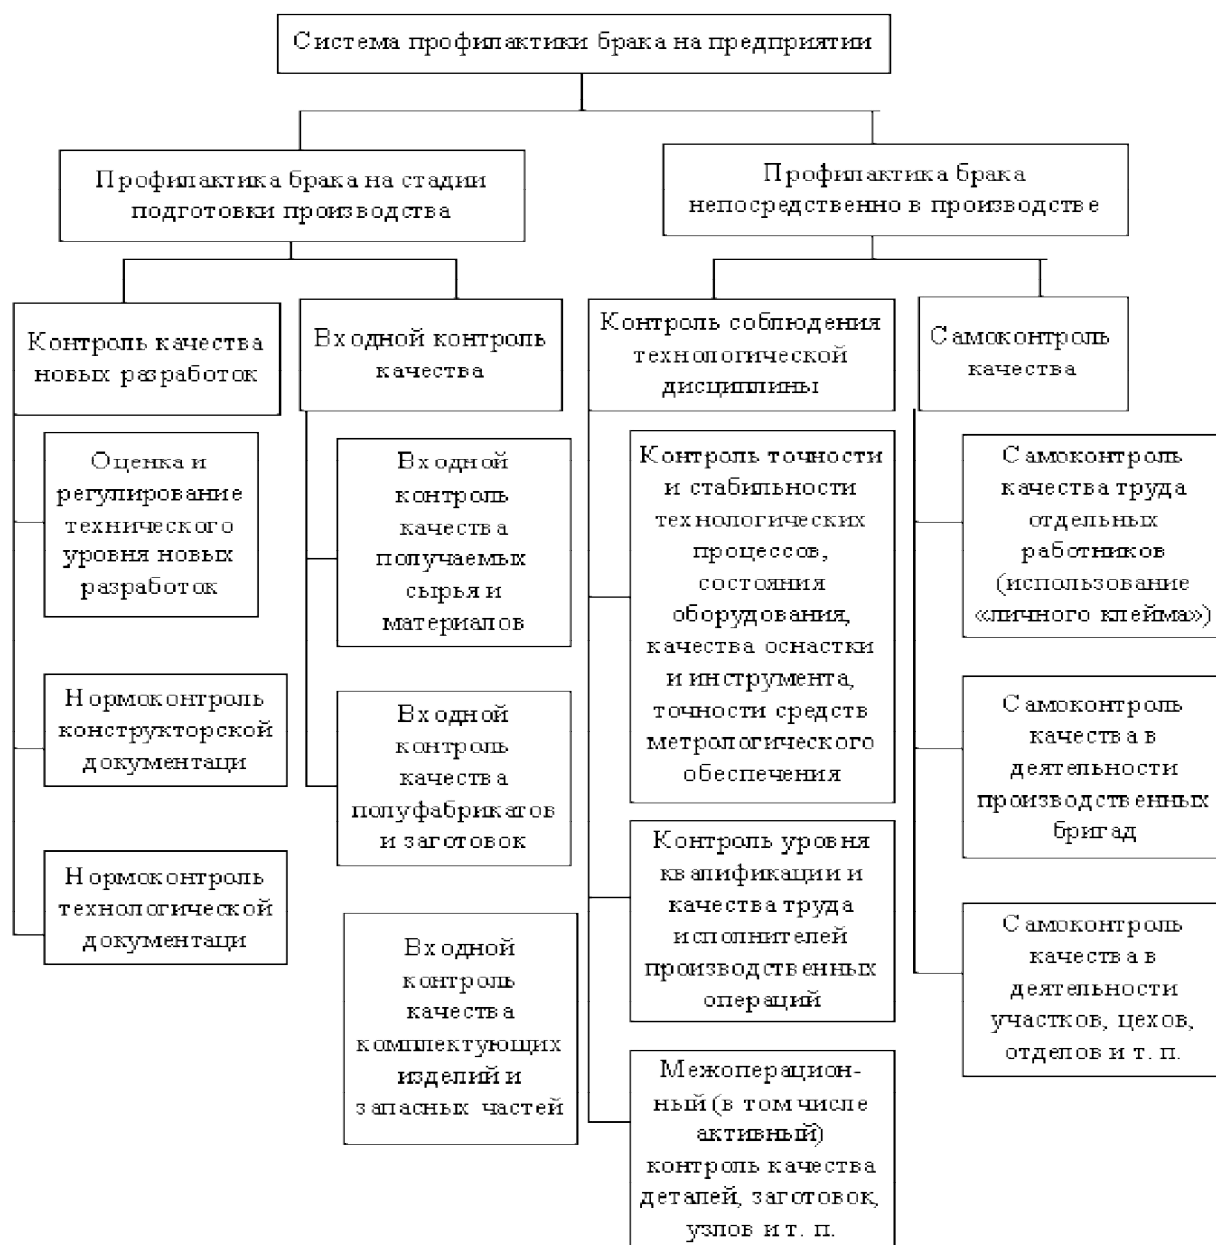 Система профилактики брака на предприятии
Профилактика брака на стадии
подготовки производства
Профилактика брака
непосредственно в производстве
Контроль качества
новых разработок
Входной контроль
качества
Контроль соблюдения
технологической
дисциплины
Самоконтроль
качества
Оценка и
регулирование
технического
уровня новых
разработок
Нормоконтроль
конструкторской
документаци
Нормоконтроль
технологической
документаци
Входной
контроль
качества
получаемых
сырья и
материалов
Входной
контроль
качества
полуфабрикатов
и заготовок
Входной
контроль
качества
комплектующих
изделий и
запасных частей
Контроль точности
и стабильности
технологических
процессов,
состояния
оборудования,
качества оснастки
и инструмента,
точности средств
метрологического
обеспечения
Контроль уровня
квалификации и
качества труда
исполнителей
производственных
операций
Межоперацион-
ный (в том числе
активный)
контроль качества
деталей, заготовок,
узлов и т. п.
Самоконтроль
качества труда
отдельных
работников
(использование
«личного клейма»)
Самоконтроль
качества в
деятельности
производственных
бригад
Самоконтроль
качества в
деятельности
участков, цехов,
отделов и т. п.